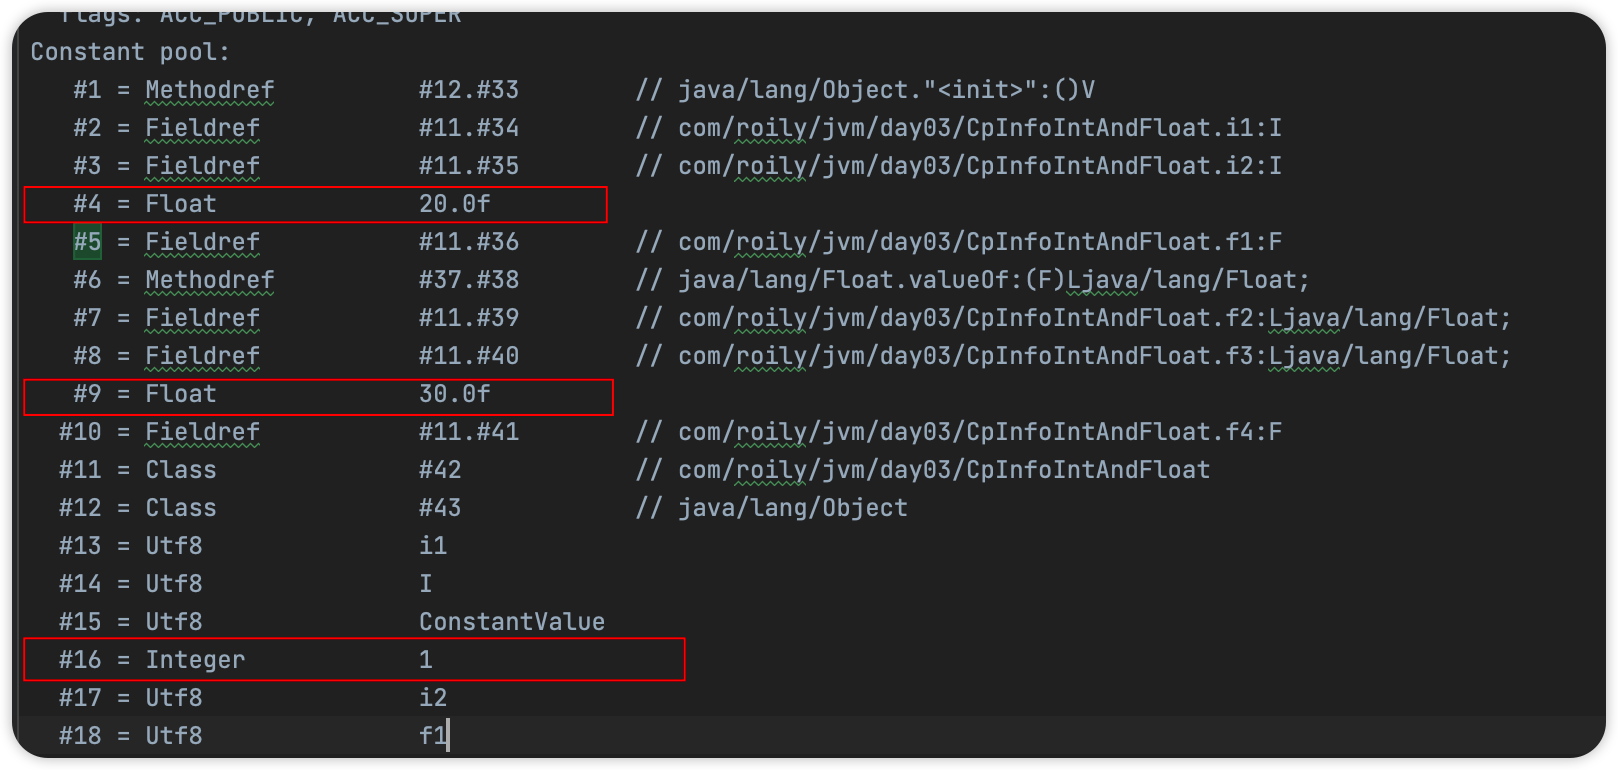 flags: ACC_PUBLIC, ACC_SUPER
Constant pool:
#1 = Methodref #12.#33 // java/lang/Object."<init>":()V
#2 = Fieldref #11.#34 // com/roily/jvm/day03/CpInfoIntAndFloat.i1:I
#3 = Fieldref #11.#35 // com/roily/jvm/day03/CpInfoIntAndFloat.i2:I
#4 = Float 20.0f
#5 = Fieldref #11.#36 // com/roily/jvm/day03/CpInfoIntAndFloat.f1:F
#6 = Methodref #37.#38 // java/lang/Float.valueOf:(F)Ljava/lang/Float;
#7 = Fieldref #11.#39 // com/roily/jvm/day03/CpInfoIntAndFloat.f2:Ljava/lang/Float;
#8 = Fieldref #11.#40 // com/roily/jvm/day03/CpInfoIntAndFloat.f3:Ljava/lang/Float;
#9 = Float 30.0f
#10 = Fieldref #11.#41 // com/roily/jvm/day03/CpInfoIntAndFloat.f4:F
#11 = Class #42 // com/roily/jvm/day03/CpInfoIntAndFloat
#12 = Class #43 // java/lang/Object
#13 = Utf8 i1
#14 = Utf8 I
#15 = Utf8 ConstantValue
#16 = Integer 1
#17 = Utf8 i2
#18 = Utf8 f1